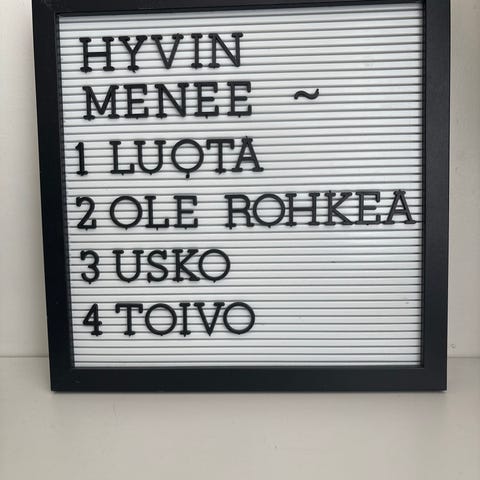 HYVIN
MENEE ~
1 LUOTA
2 OLE ROHKEA
3 USKO
4 TOIVO